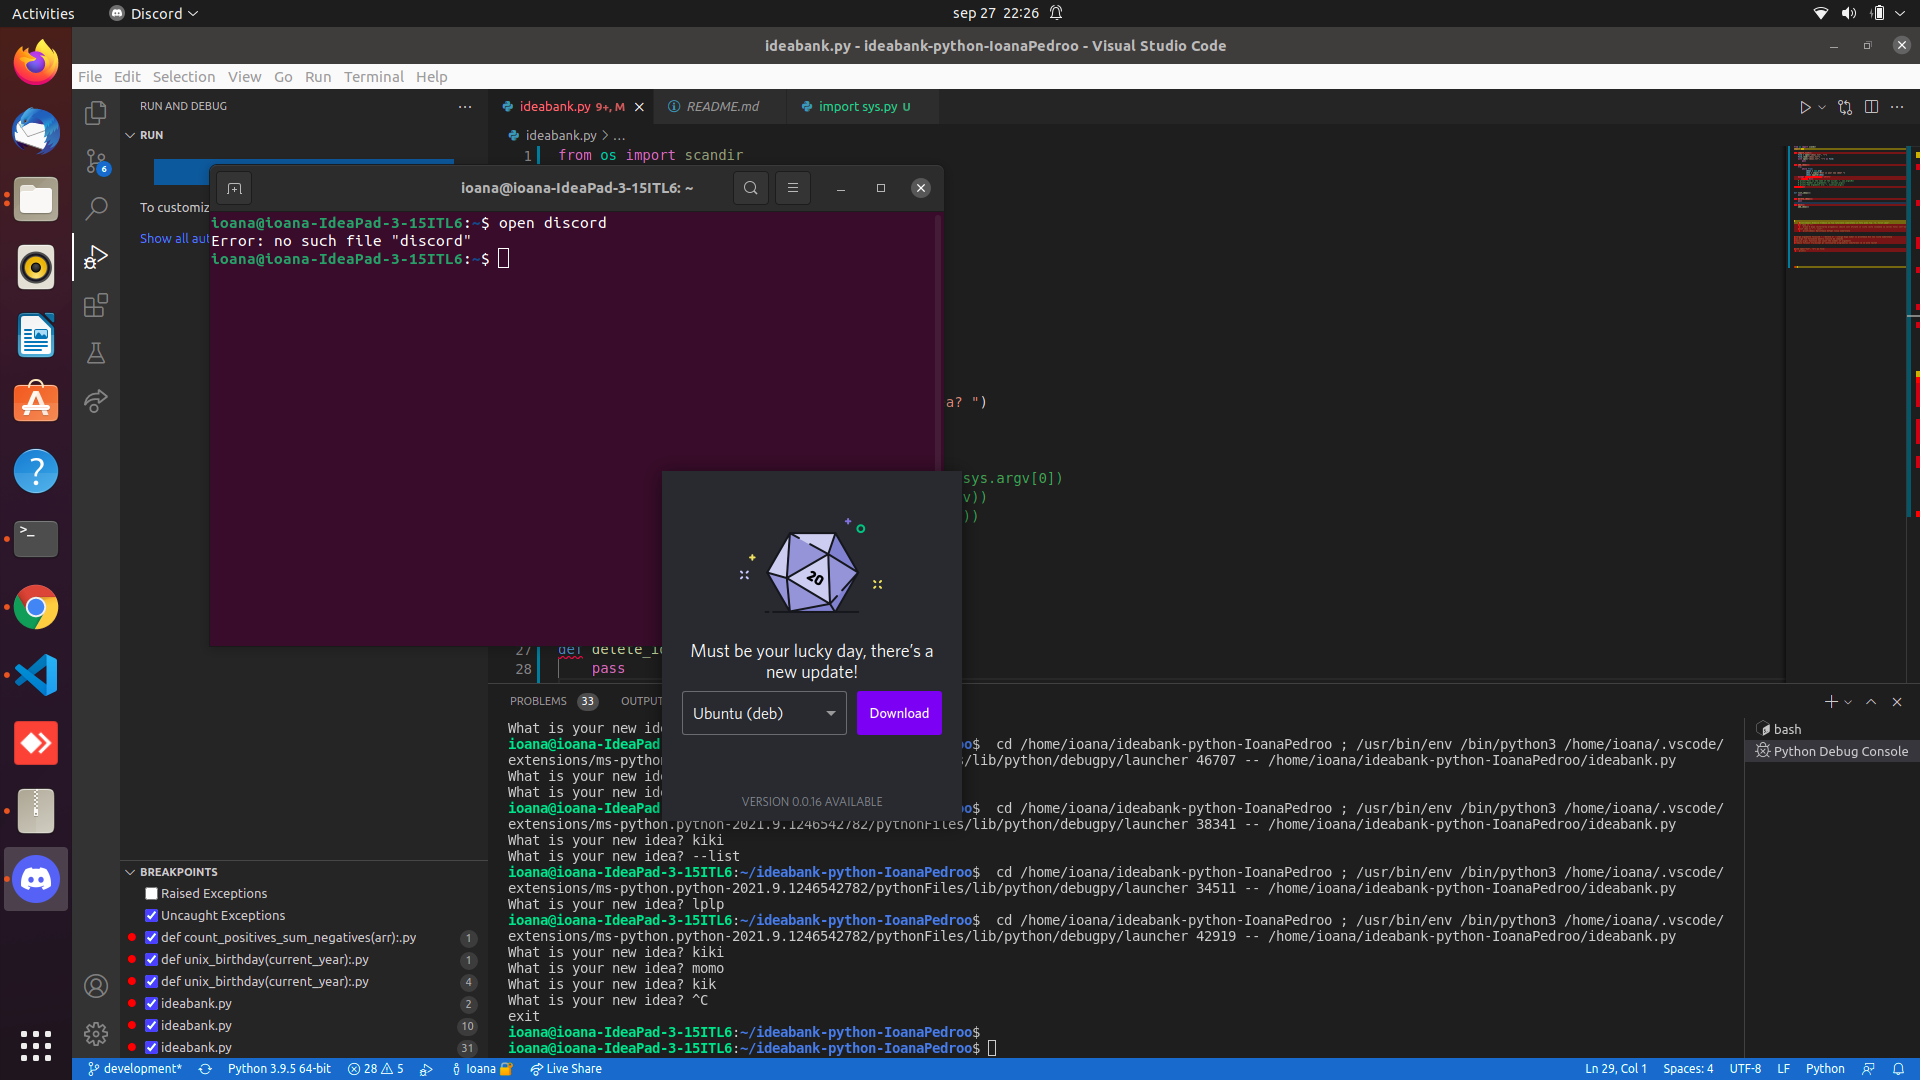 Activities
Discord
sep 27 22:26
ideabank.py - ideabank-python-IoanaPedroo - Visual Studio Code
File Edit Selection View Go Run Terminal Help
RUN AND DEBUG
RUN
To customiz
Show all aut
ideabank.py 9+, M
README.md
import sys.py U
ideabank.py > ...
1 from os import scandir
ioana@ioana-IdeaPad-3-15ITL6: ~
ioana@ioana-IdeaPad-3-15ITL6:~$ open discord
Error: no such file "discord"
ioana@ioana-IdeaPad-3-15ITL6:~$
a? ")
sys.argv[0])
v))
))
27 def delete_i
28 pass
20
Must be your lucky day, there's a
new update!
Ubuntu (deb)
Download
VERSION 0.0.16 AVAILABLE
PROBLEMS 33 OUTPUT
What is your new ide
ioana@ioana-IdeaPad oo$ cd /home/ioana/ideabank-python-IoanaPedroo ; /usr/bin/env /bin/python3 /home/ioana/.vscode/
extensions/ms-python s/lib/python/debugpy/launcher 46707 -- /home/ioana/ideabank-python-IoanaPedroo/ideabank.py
What is your new ide
What is your new ide
ioana@ioana-IdeaPad oo$ cd /home/ioana/ideabank-python-IoanaPedroo ; /usr/bin/env /bin/python3 /home/ioana/.vscode/
extensions/ms-python.python-2021.9.1246542782/pythonFiles/lib/python/debugpy/launcher 38341 -- /home/ioana/ideabank-python-IoanaPedroo/ideabank.py
What is your new idea? kiki
What is your new idea? --list
ioana@ioana-IdeaPad-3-15ITL6:~/ideabank-python-IoanaPedroo$ cd /home/ioana/ideabank-python-IoanaPedroo ; /usr/bin/env /bin/python3 /home/ioana/.vscode/
extensions/ms-python.python-2021.9.1246542782/pythonFiles/lib/python/debugpy/launcher 34511 -- /home/ioana/ideabank-python-IoanaPedroo/ideabank.py
What is your new idea? lplp
ioana@ioana-IdeaPad-3-15ITL6:~/ideabank-python-IoanaPedroo$ cd /home/ioana/ideabank-python-IoanaPedroo ; /usr/bin/env /bin/python3 /home/ioana/.vscode/
extensions/ms-python.python-2021.9.1246542782/pythonFiles/lib/python/debugpy/launcher 42919 -- /home/ioana/ideabank-python-IoanaPedroo/ideabank.py
What is your new idea? kiki
What is your new idea? momo
What is your new idea? kik
What is your new idea? ^C
exit
ioana@ioana-IdeaPad-3-15ITL6:~/ideabank-python-IoanaPedroo$
ioana@ioana-IdeaPad-3-15ITL6:~/ideabank-python-IoanaPedroo$
bash
Python Debug Console
BREAKPOINTS
Raised Exceptions
Uncaught Exceptions
def count_positives_sum_negatives(arr):.py 1
def unix_birthday(current_year):.py 1
def unix_birthday(current_year):.py 4
ideabank.py 2
ideabank.py 10
ideabank.py 31
6
development* Python 3.9.5 64-bit 28 5 Ioana Live Share
Ln 29, Col 1 Spaces: 4 UTF-8 LF Python